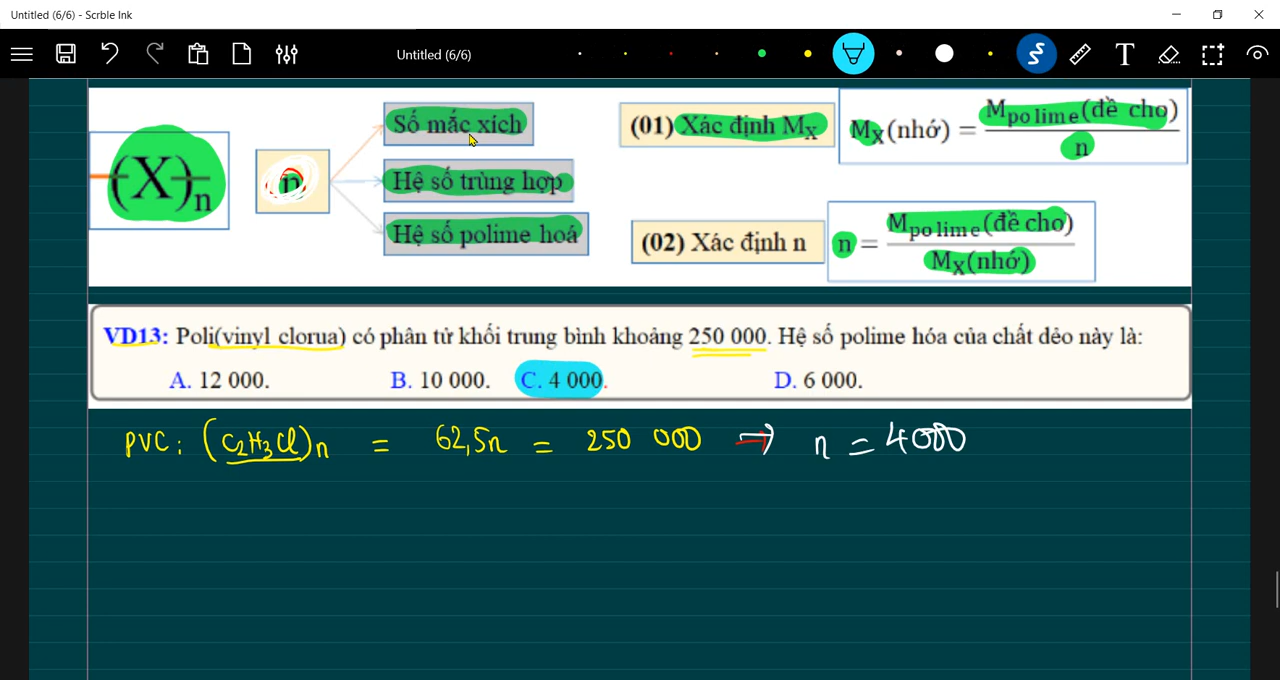 Untitled (6/6) - Scrble Ink
Untitled (6/6)
T
(X)n
n
Số mắc xích
Hệ số trùng hợp
Hệ số polime hoá
(01) Xác định MX
MX(nhớ) = Mpolime(đề cho) / n
(02) Xác định n
n = Mpolime(đề cho) / MX(nhớ)
VD13: Poli(vinyl clorua) có phân tử khối trung bình khoảng 250 000. Hệ số polime hóa của chất dẻo này là:
A. 12 000. B. 10 000. C. 4 000. D. 6 000.
PVC: (C2H3Cl)n = 62,5n = 250 000 → n = 4000